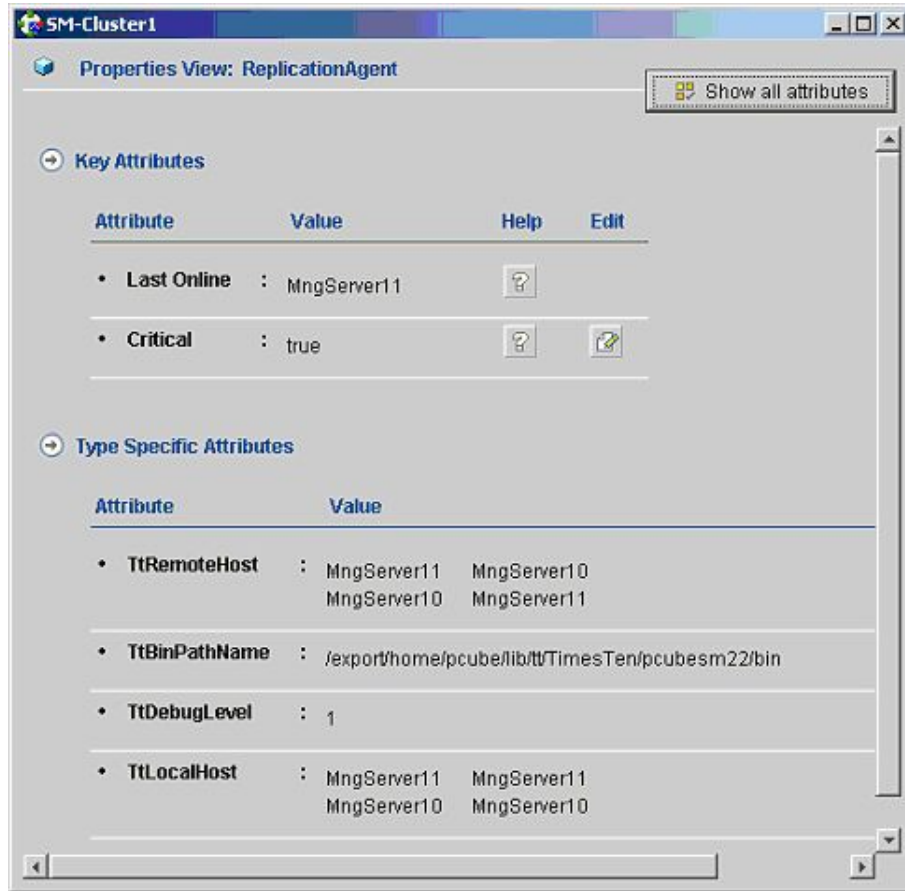 SM-Cluster1
Properties View: ReplicationAgent
Show all attributes
Key Attributes
Attribute Value Help Edit
• Last Online : MngServer11
• Critical : true
Type Specific Attributes
Attribute Value
• TtRemoteHost : MngServer11 MngServer10
MngServer10 MngServer11
• TtBinPathName : /export/home/pcube/lib/tt/TimesTen/pcubesm22/bin
• TtDebugLevel : 1
• TtLocalHost : MngServer11 MngServer11
MngServer10 MngServer10